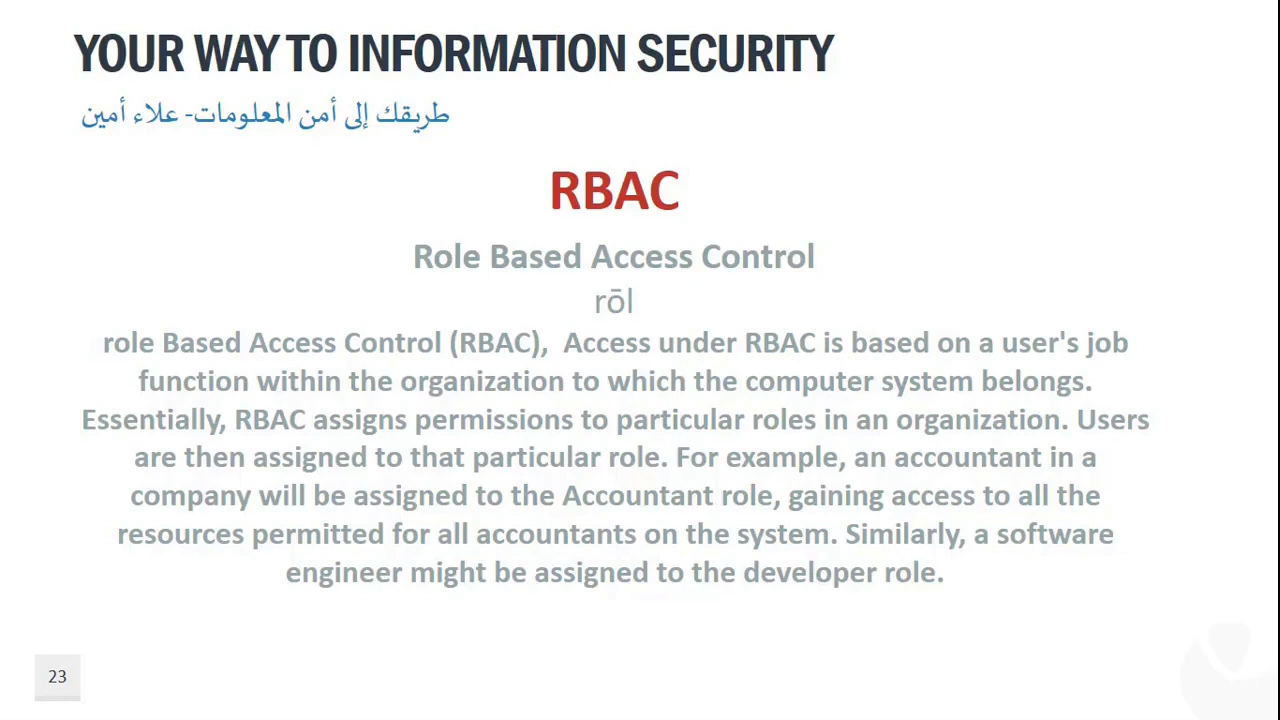 YOUR WAY TO INFORMATION SECURITY
طريقك إلى أمن المعلومات- علاء أمين
RBAC
Role Based Access Control
rōl
role Based Access Control (RBAC),  Access under RBAC is based on a user's job
function within the organization to which the computer system belongs.
Essentially, RBAC assigns permissions to particular roles in an organization. Users
are then assigned to that particular role. For example, an accountant in a
company will be assigned to the Accountant role, gaining access to all the
resources permitted for all accountants on the system. Similarly, a software
engineer might be assigned to the developer role.
23